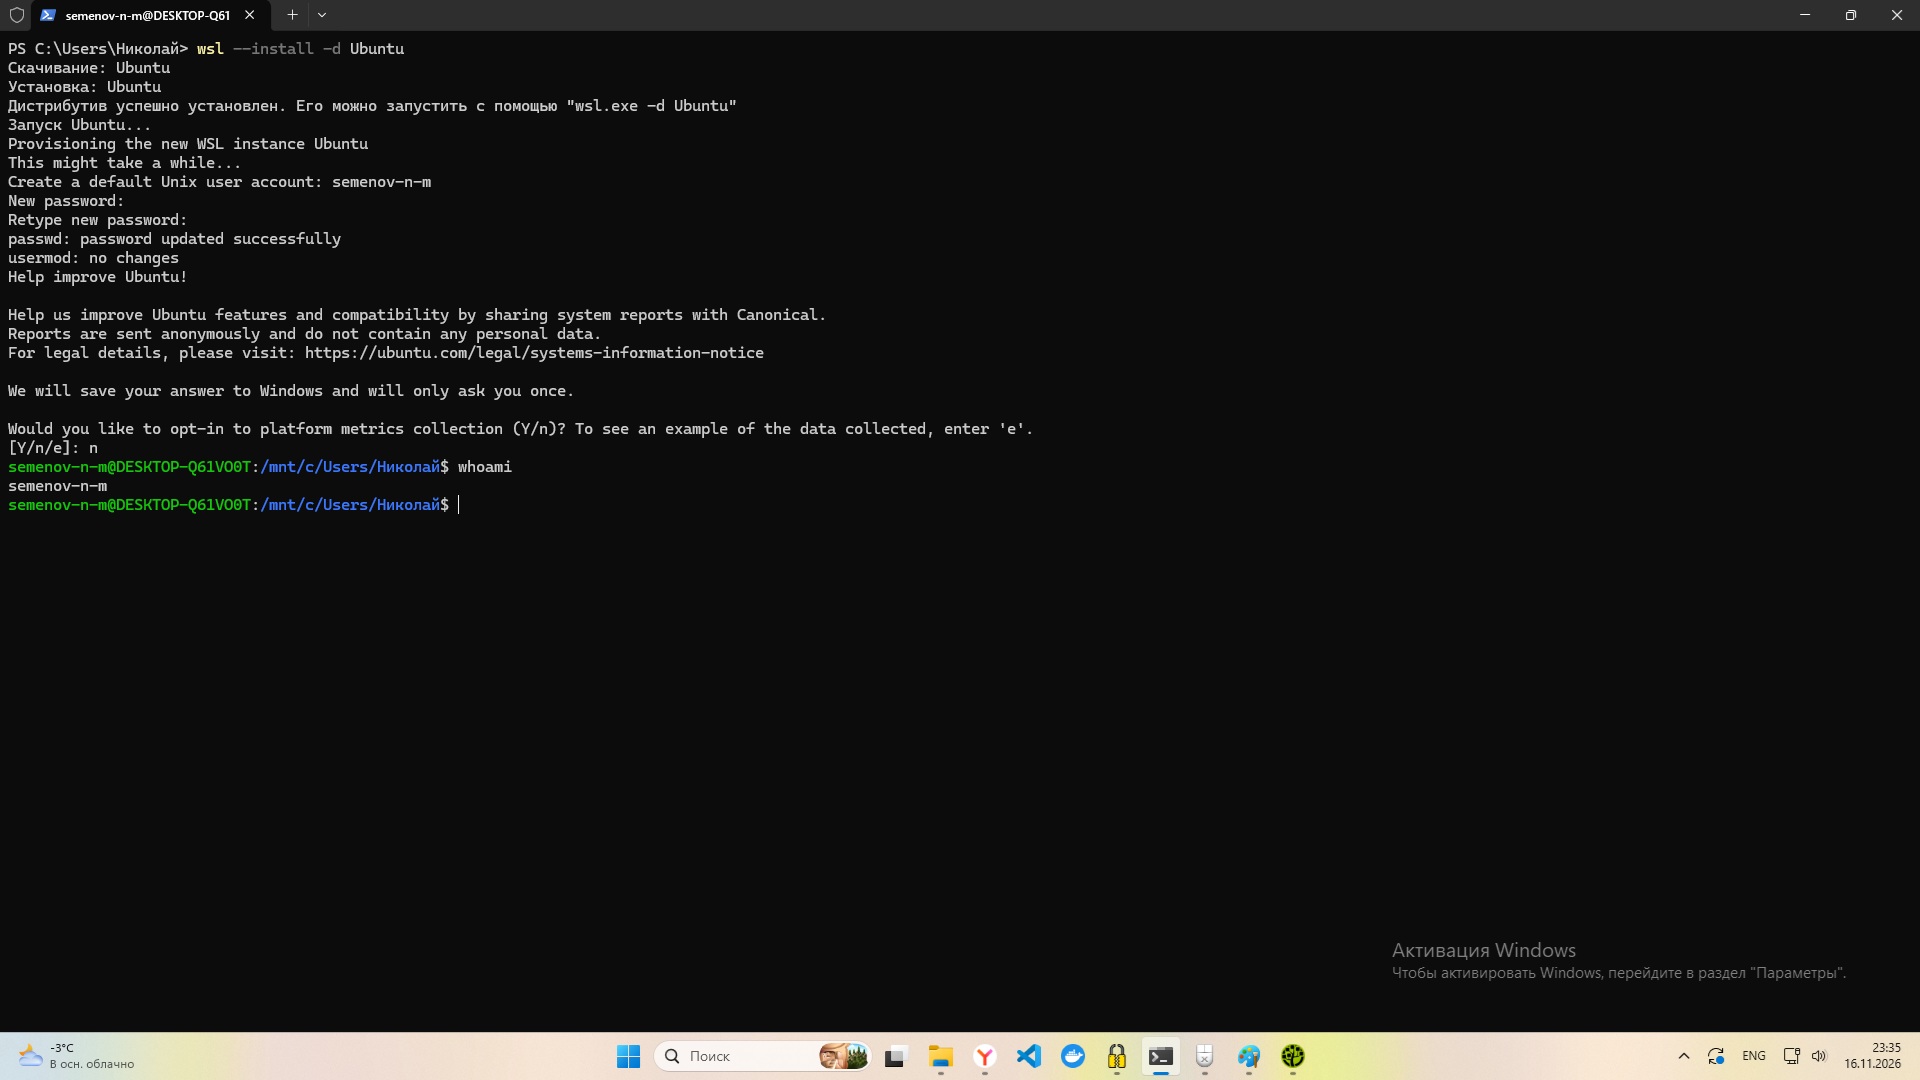 semenov-n-m@DESKTOP-Q61
PS C:\Users\Николай> wsl --install -d Ubuntu
Скачивание: Ubuntu
Установка: Ubuntu
Дистрибутив успешно установлен. Его можно запустить с помощью "wsl.exe -d Ubuntu"
Запуск Ubuntu...
Provisioning the new WSL instance Ubuntu
This might take a while...
Create a default Unix user account: semenov-n-m
New password:
Retype new password:
passwd: password updated successfully
usermod: no changes
Help improve Ubuntu!
Help us improve Ubuntu features and compatibility by sharing system reports with Canonical.
Reports are sent anonymously and do not contain any personal data.
For legal details, please visit: https://ubuntu.com/legal/systems-information-notice
We will save your answer to Windows and will only ask you once.
Would you like to opt-in to platform metrics collection (Y/n)? To see an example of the data collected, enter 'e'.
[Y/n/e]: n
semenov-n-m@DESKTOP-Q61VO0T:/mnt/c/Users/Николай$ whoami
semenov-n-m
semenov-n-m@DESKTOP-Q61VO0T:/mnt/c/Users/Николай$
Активация Windows
Чтобы активировать Windows, перейдите в раздел "Параметры".
-3°C
В осн. облачно
Поиск
ENG
23:35
16.11.2026